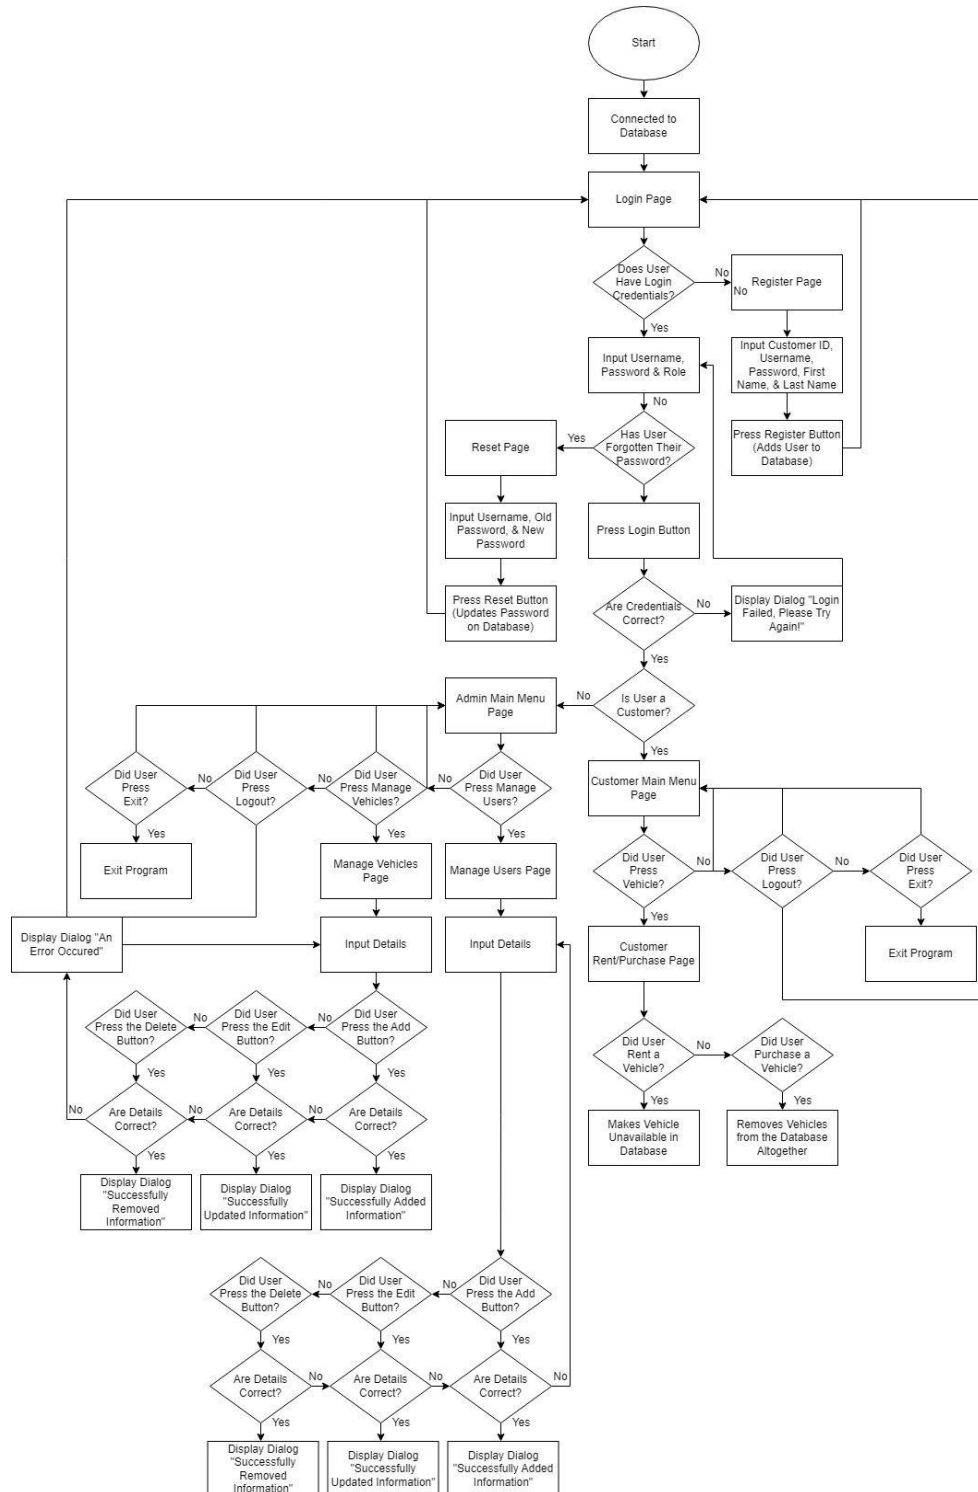 Start
Connected to
Database
Login Page
Does User
Have Login
Credentials?
No
No
Register Page
Yes
Input Username,
Password & Role
Input Customer ID,
Username,
Password, First
Name, & Last Name
No
Has User
Forgotten Their
Password?
Yes
Reset Page
Press Register Button
(Adds User to
Database)
Input Username, Old
Password, & New
Password
Press Login Button
Press Reset Button
(Updates Password
on Database)
Are Credentials
Correct?
No
Display Dialog "Login
Failed, Please Try
Again!"
Yes
Is User a
Customer?
No
Admin Main Menu
Page
Yes
Customer Main Menu
Page
Did User
Press
Exit?
No
Did User
Press
Logout?
No
Did User
Press Manage
Vehicles?
No
Did User
Press Manage
Users?
Yes
Yes
Yes
Exit Program
Manage Vehicles
Page
Manage Users Page
Did User
Press
Vehicle?
No
Did User
Press
Logout?
No
Did User
Press
Exit?
Yes
Yes
Display Dialog "An
Error Occured"
Input Details
Input Details
Customer
Rent/Purchase Page
Exit Program
Did User
Press the Delete
Button?
No
Did User
Press the Edit
Button?
No
Did User
Press the Add
Button?
Did User
Rent a
Vehicle?
No
Did User
Purchase a
Vehicle?
Yes
Yes
Yes
Yes
Yes
No
Are Details
Correct?
No
Are Details
Correct?
No
Are Details
Correct?
Makes Vehicle
Unavailable in
Database
Removes Vehicles
from the Database
Altogether
Yes
Yes
Yes
Display Dialog
"Successfully
Removed
Information"
Display Dialog
"Successfully
Updated Information"
Display Dialog
"Successfully Added
Information"
Did User
Press the Delete
Button?
No
Did User
Press the Edit
Button?
No
Did User
Press the Add
Button?
Yes
Yes
Yes
Are Details
Correct?
No
Are Details
Correct?
No
Are Details
Correct?
No
Yes
Yes
Yes
Display Dialog
"Successfully
Removed
Information"
Display Dialog
"Successfully
Updated Information"
Display Dialog
"Successfully Added
Information"